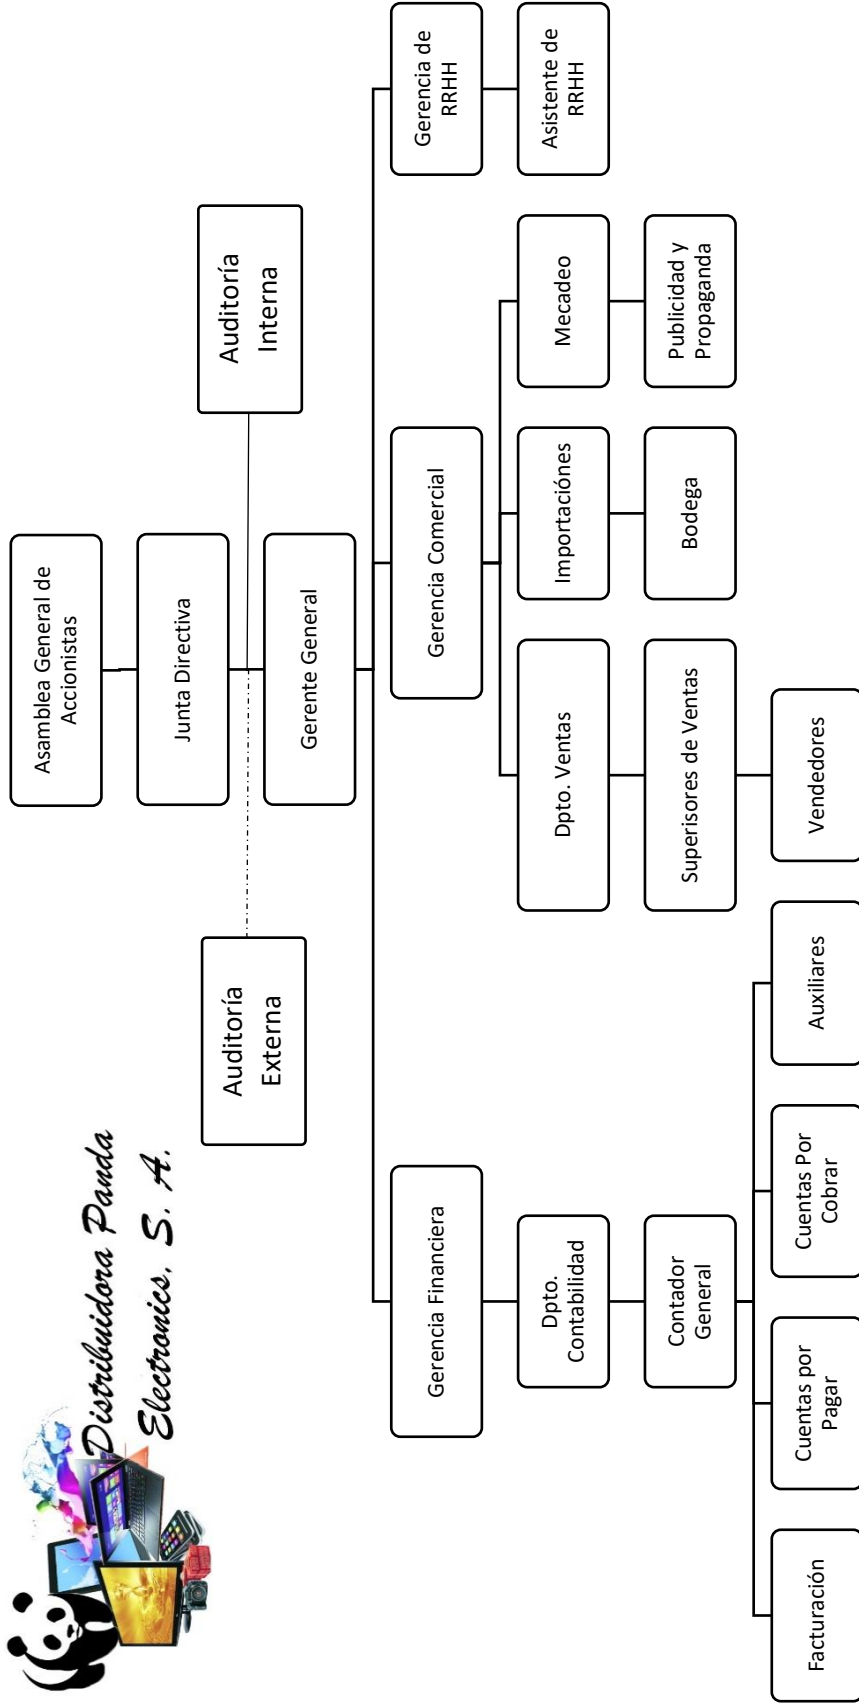 Distribuidora Panda
Electronics, S. A.
Asamblea General de
Accionistas
Junta Directiva
Auditoría
Externa
Auditoría
Interna
Gerente General
Gerencia Financiera
Gerencia Comercial
Gerencia de
RRHH
Dpto.
Contabilidad
Dpto. Ventas
Importaciónes
Mecadeo
Asistente de
RRHH
Contador
General
Superisores de Ventas
Bodega
Publicidad y
Propaganda
Facturación
Cuentas por
Pagar
Cuentas Por
Cobrar
Auxiliares
Vendedores